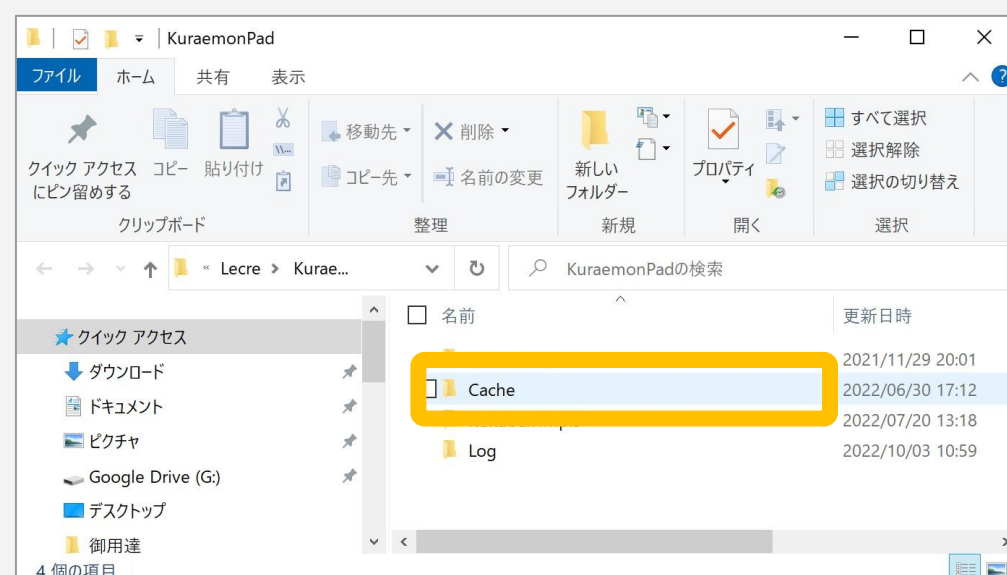 KuraemonPad
ファイル ホーム 共有 表示
クイック アクセス
にピン留めする
コピー 貼り付け
クリップボード
移動先 削除
コピー先 名前の変更
整理
新しい
フォルダー
新規
プロパティ
開く
すべて選択
選択解除
選択の切り替え
選択
« Lecre > Kurae...
KuraemonPadの検索
名前 更新日時
クイック アクセス
ダウンロード
ドキュメント
ピクチャ
Google Drive (G:)
デスクトップ
御用達
2021/11/29 20:01
Cache 2022/06/30 17:12
2022/07/20 13:18
Log 2022/10/03 10:59
4 個の項目